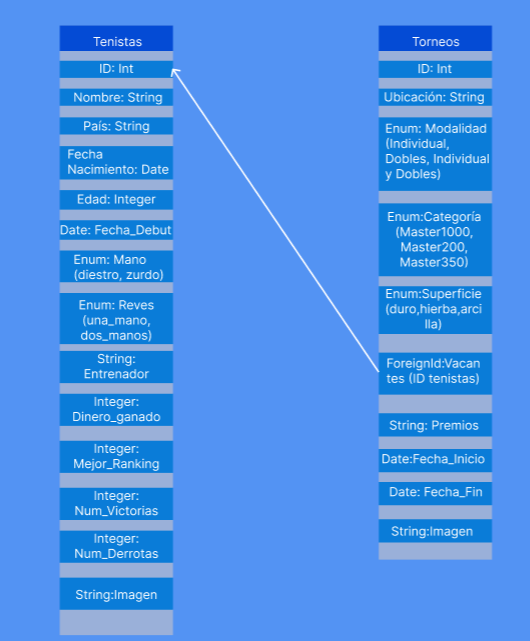 Tenistas
ID: Int
Nombre: String
País: String
Fecha
Nacimiento: Date
Edad: Integer
Date: Fecha_Debut
Enum: Mano
(diestro, zurdo)
Enum: Reves
(una_mano,
dos_manos)
String:
Entrenador
Integer:
Dinero_ganado
Integer:
Mejor_Ranking
Integer:
Num_Victorias
Integer:
Num_Derrotas
String:Imagen
Torneos
ID: Int
Ubicación: String
Enum: Modalidad
(Individual,
Dobles, Individual
y Dobles)
Enum:Categoría
(Master1000,
Master200,
Master350)
Enum:Superficie
(duro,hierba,arci
lla)
ForeignId:Vacan
tes (ID tenistas)
String: Premios
Date:Fecha_Inicio
Date: Fecha_Fin
String:Imagen